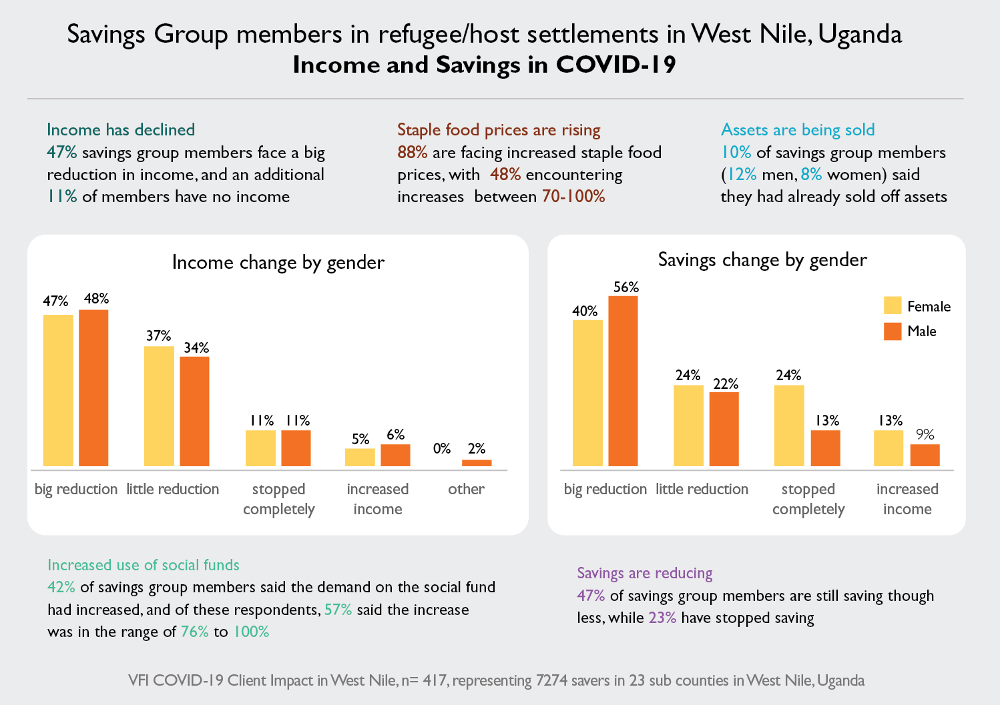 Savings Group members in refugee/host settlements in West Nile, Uganda
Income and Savings in COVID-19
Income has declined
47% savings group members face a big
reduction in income, and an additional
11% of members have no income
Staple food prices are rising
88% are facing increased staple food
prices, with 48% encountering
increases between 70-100%
Assets are being sold
10% of savings group members
(12% men, 8% women) said
they had already sold off assets
Income change by gender
47% 48%
37% 34%
11% 11%
5% 6%
0% 2%
big reduction
little reduction
stopped
completely
increased
income
other
Savings change by gender
Female
Male
40% 56%
24% 22%
24% 13%
13% 9%
big reduction
little reduction
stopped
completely
increased
income
Increased use of social funds
42% of savings group members said the demand on the social fund
had increased, and of these respondents, 57% said the increase
was in the range of 76% to 100%
Savings are reducing
47% of savings group members are still saving though
less, while 23% have stopped saving
VFI COVID-19 Client Impact in West Nile, n= 417, representing 7274 savers in 23 sub counties in West Nile, Uganda